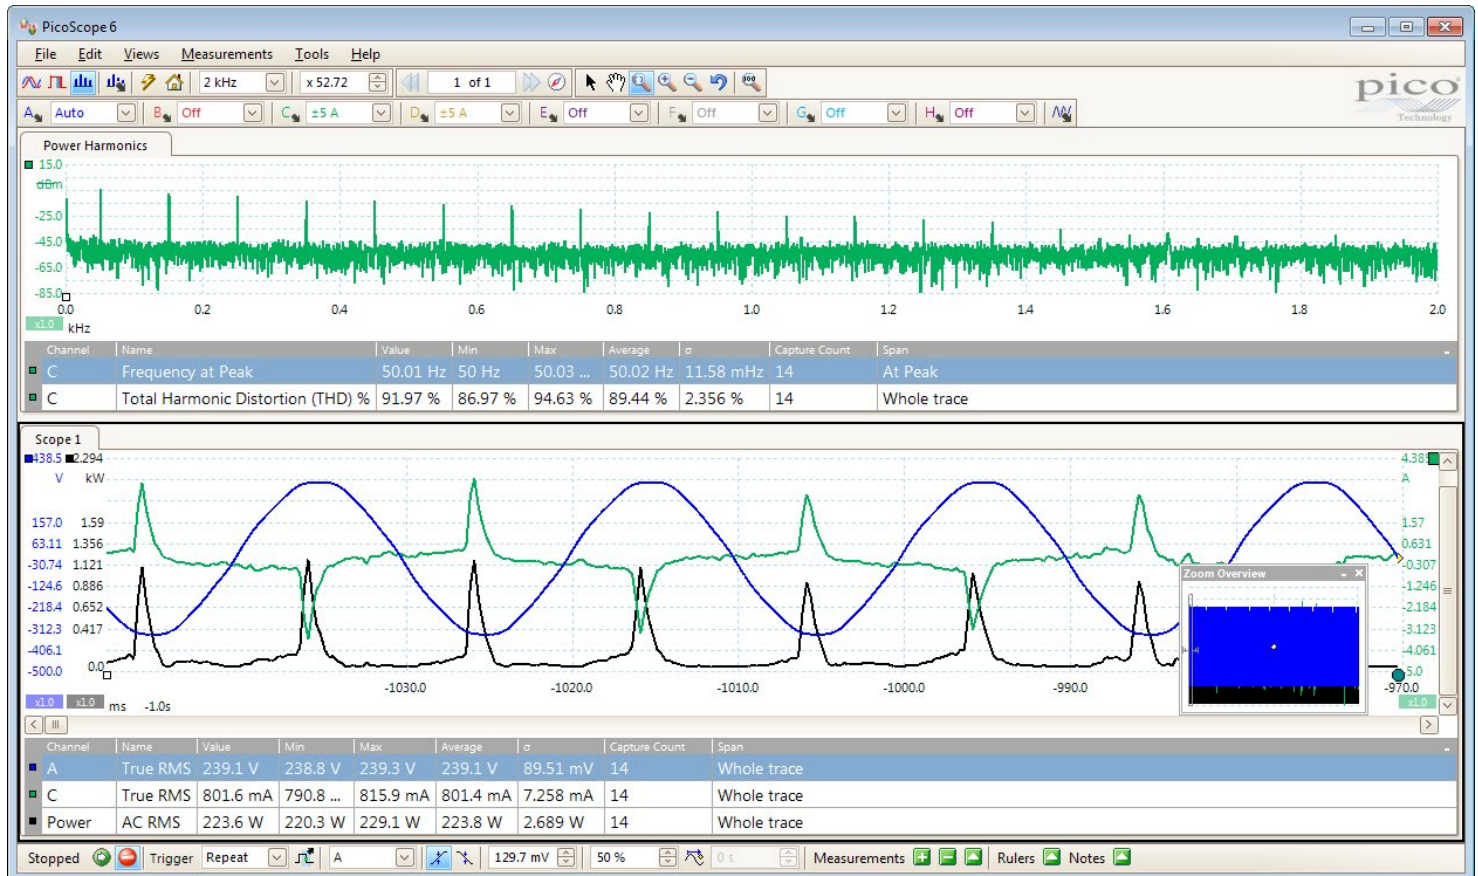 PicoScope 6
File Edit Views Measurements Tools Help
2 kHz x 52.72 1 of 1
pico
Technology
A Auto B Off C ±5 A D ±5 A E Off F Off G Off H Off
Power Harmonics
15.0
dBm
-25.0
-45.0
-65.0
-85.0
0.0 0.2 0.4 0.6 0.8 1.0 1.2 1.4 1.6 1.8 2.0
x1.0 kHz
Channel Name Value Min Max Average σ Capture Count Span
C Frequency at Peak 50.01 Hz 50 Hz 50.03 ... 50.02 Hz 11.58 mHz 14 At Peak
C Total Harmonic Distortion (THD) % 91.97 % 86.97 % 94.63 % 89.44 % 2.356 % 14 Whole trace
Scope 1
438.5 2.294 4.385
V kW A
157.0 1.59 1.57
63.11 1.356 0.631
-30.74 1.121 -0.307
Zoom Overview
-124.6 0.886 -1.246
-218.4 0.652 -2.184
-312.3 0.417 -3.123
-406.1 -4.061
-500.0 0.0 -5.0
-1030.0 -1020.0 -1010.0 -1000.0 -990.0 -970.0
x1.0 x1.0 ms -1.0s x1.0
Channel Name Value Min Max Average σ Capture Count Span
A True RMS 239.1 V 238.8 V 239.3 V 239.1 V 89.51 mV 14 Whole trace
C True RMS 801.6 mA 790.8 ... 815.9 mA 801.4 mA 7.258 mA 14 Whole trace
Power AC RMS 223.6 W 220.3 W 229.1 W 223.8 W 2.689 W 14 Whole trace
Stopped Trigger Repeat A 129.7 mV 50 % 0 s Measurements Rulers Notes